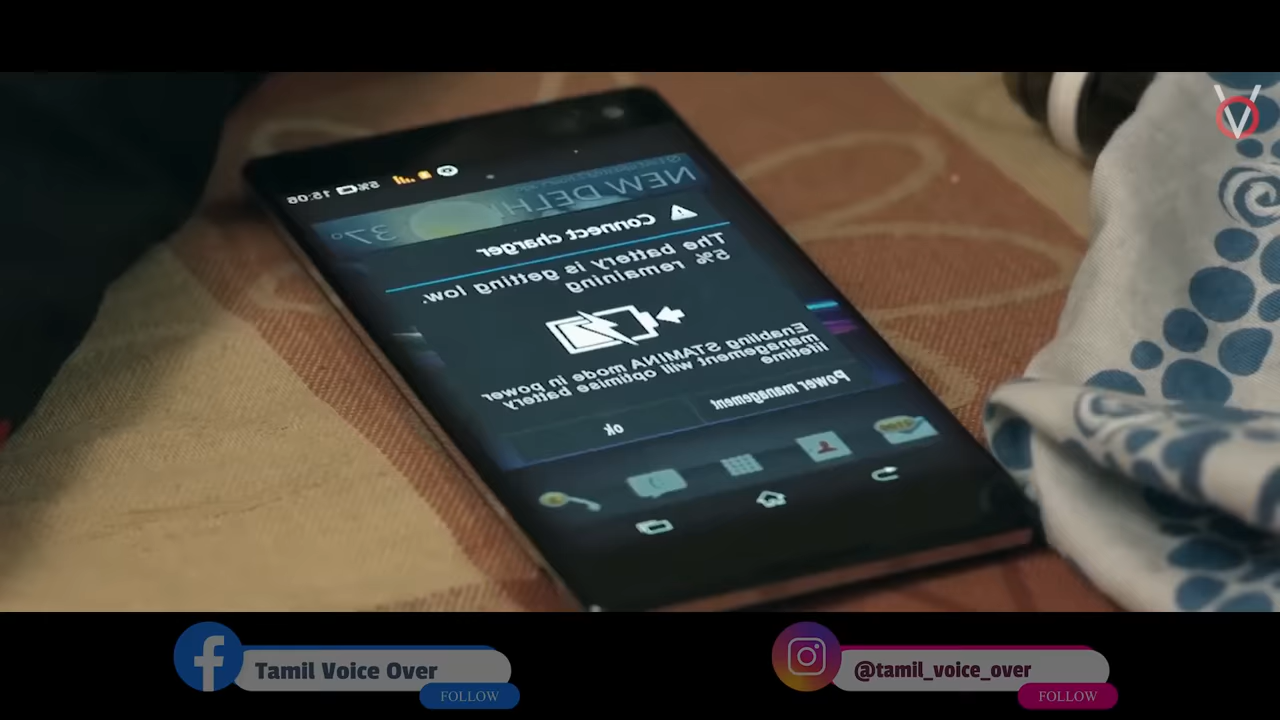 15:06 5%
NEW DELHI
37°
Connect charger
The battery is getting low.
5% remaining
Enabling STAMINA mode in power
management will optimise battery
lifetime
Power management
ok
Tamil Voice Over
FOLLOW
@tamil_voice_over
FOLLOW